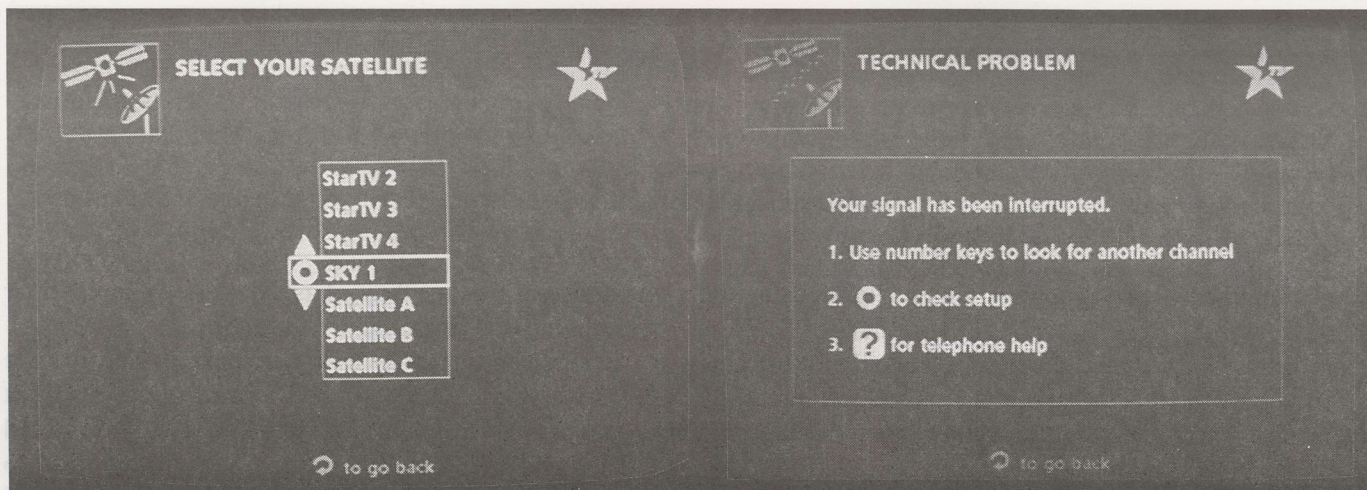 SELECT YOUR SATELLITE
StarTV 2
StarTV 3
StarTV 4
SKY 1
Satellite A
Satellite B
Satellite C
to go back
TECHNICAL PROBLEM
Your signal has been interrupted.
1. Use number keys to look for another channel
2. to check setup
3. ? for telephone help
to go back